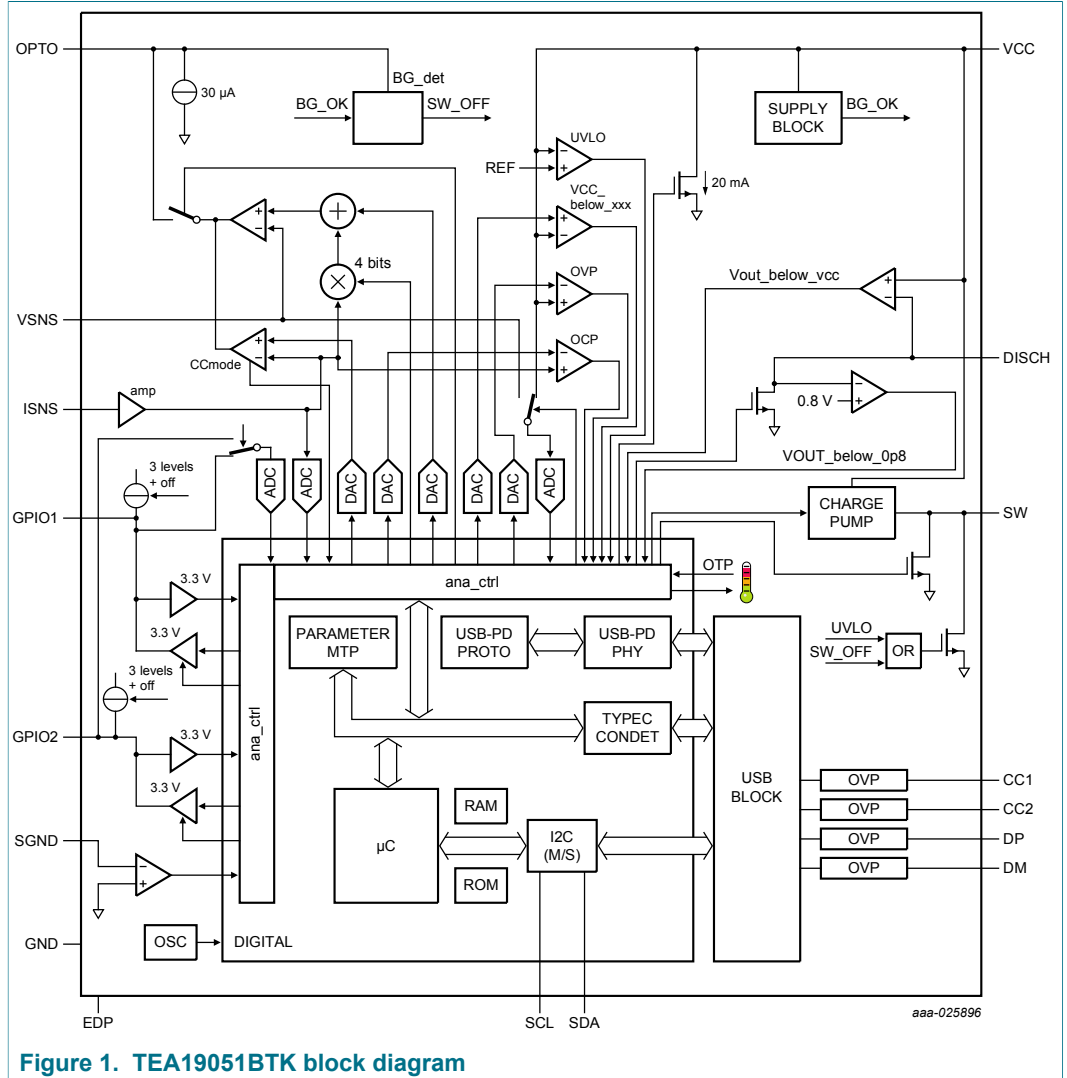 OPTO
VCC
30 µA
BG_det
BG_OK
SW_OFF
SUPPLY
BLOCK
BG_OK
UVLO
−
+
REF
20 mA
VCC_
below_xxx
+
−
+
−
+
4 bits
×
OVP
−
+
Vout_below_vcc
+
−
VSNS
OCP
−
+
+
−
CCmode
DISCH
amp
ISNS
0.8 V
−
+
VOUT_below_0p8
3 levels
+ off
ADC
ADC
DAC
DAC
DAC
DAC
DAC
ADC
GPIO1
CHARGE
PUMP
SW
3.3 V
ana_ctrl
OTP
3.3 V
PARAMETER
MTP
USB-PD
PROTO
USB-PD
PHY
UVLO
SW_OFF
OR
3 levels
+ off
ana_ctrl
TYPEC
CONDET
GPIO2
3.3 V
3.3 V
USB
BLOCK
OVP
CC1
OVP
CC2
OVP
DP
OVP
DM
RAM
µC
I2C
(M/S)
ROM
SGND
−
+
OSC
DIGITAL
GND
EDP
SCL
SDA
aaa-025896
Figure 1. TEA19051BTK block diagram